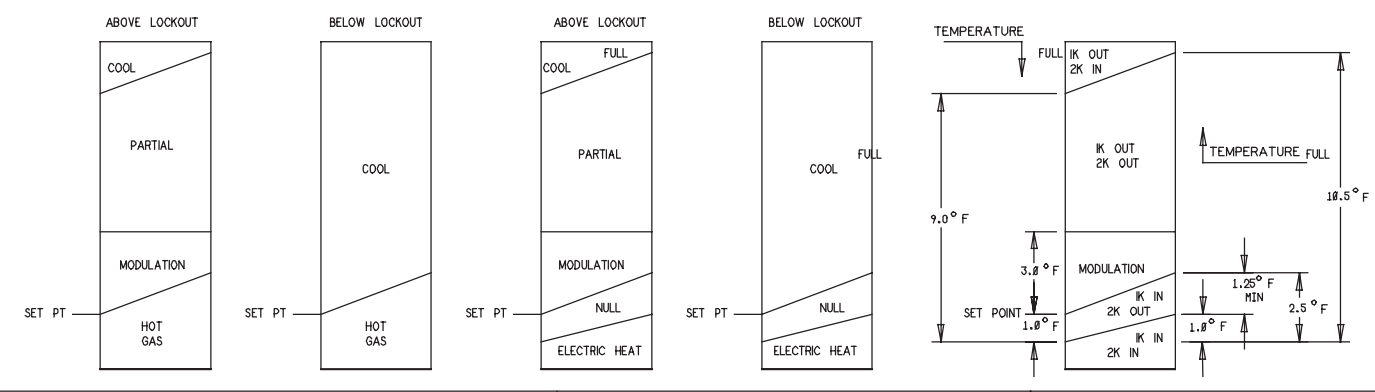 ABOVE LOCKOUT
COOL
PARTIAL
MODULATION
SET PT
HOT
GAS
BELOW LOCKOUT
COOL
SET PT
HOT
GAS
ABOVE LOCKOUT
FULL
COOL
PARTIAL
MODULATION
SET PT
NULL
ELECTRIC HEAT
BELOW LOCKOUT
COOL
FULL
SET PT
NULL
ELECTRIC HEAT
TEMPERATURE
FULL
1K OUT
2K IN
1K OUT
2K OUT
TEMPERATURE FULL
10.5° F
9.0° F
3.0° F
MODULATION
1.25° F
MIN
2.5° F
1K IN
2K OUT
SET POINT
1.0° F
1.0° F
1K IN
2K IN